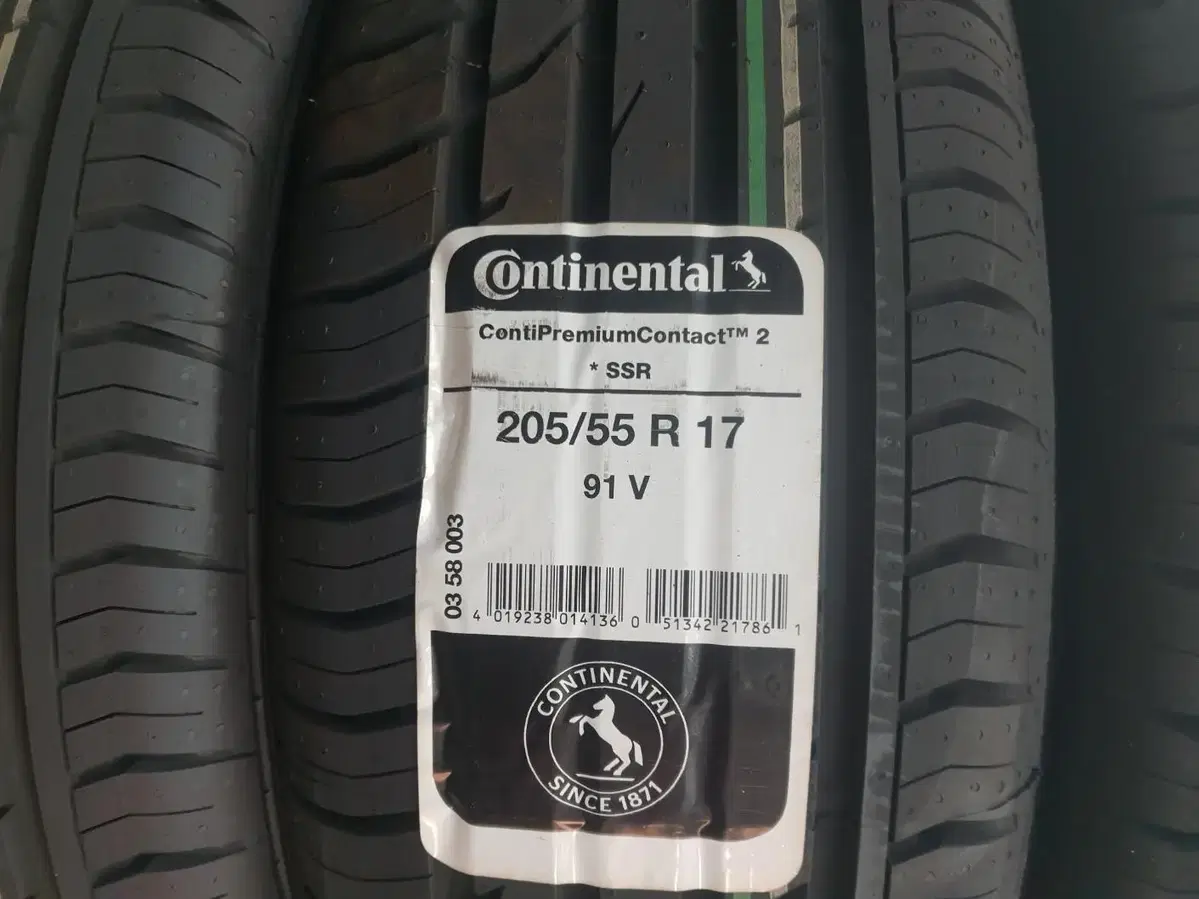 Continental
ContiPremiumContact™ 2
* SSR
205/55 R 17
91 V
03 58 003
4 019238 014136
0 51342 21786 1
CONTINENTAL
SINCE 1871